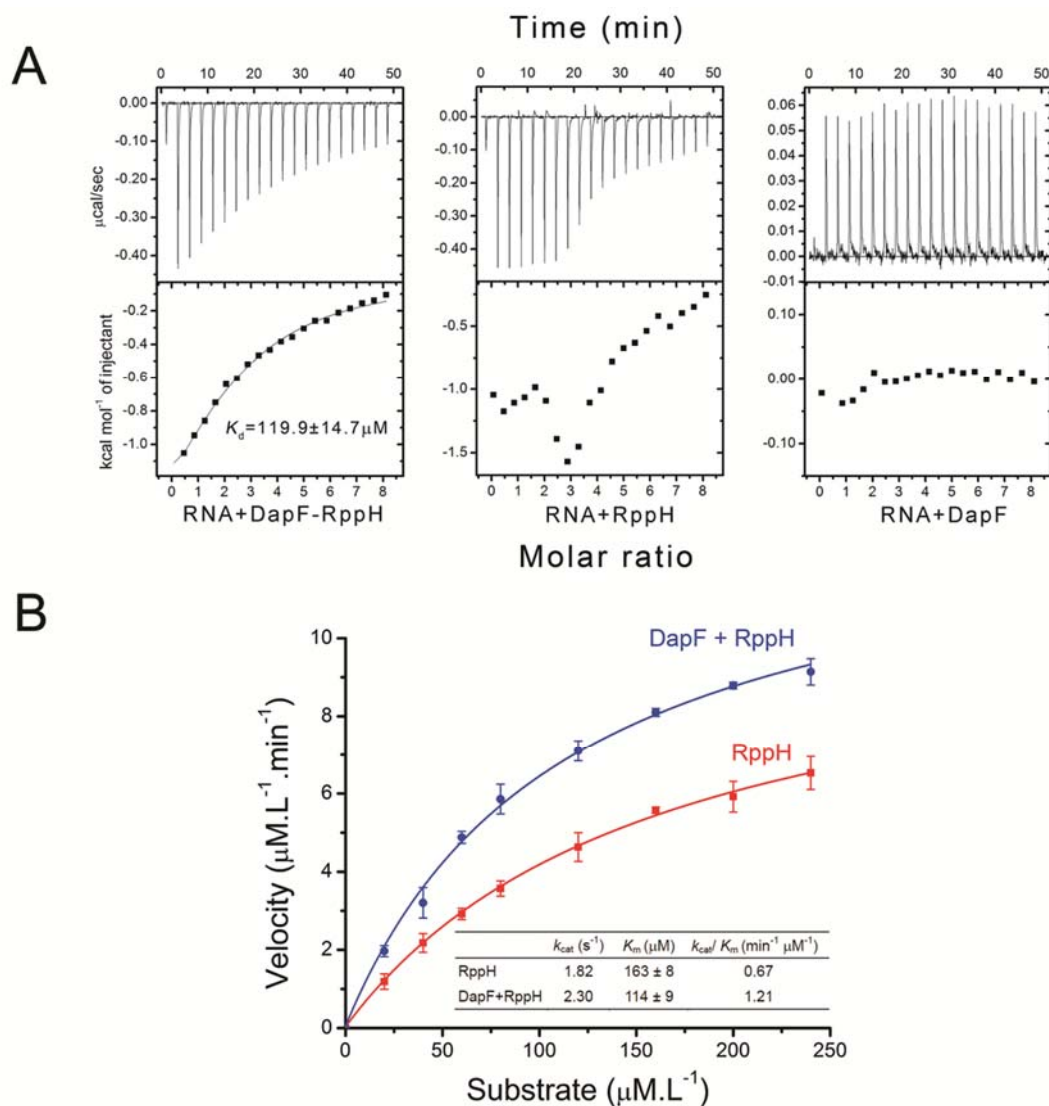 A
Time (min)
0 10 20 30 40 50
0 10 20 30 40 50
0 10 20 30 40 50
µcal/sec
0.00
-0.10
-0.20
-0.30
-0.40
0.00
-0.10
-0.20
-0.30
-0.40
0.06
0.05
0.04
0.03
0.02
0.01
0.00
-0.01
kcal mol⁻¹ of injectant
-0.2
-0.4
-0.6
-0.8
-1.0
Kd=119.9±14.7µM
-0.5
-1.0
-1.5
0.10
0.00
-0.10
0 1 2 3 4 5 6 7 8
0 1 2 3 4 5 6 7 8
0 1 2 3 4 5 6 7 8
RNA+DapF-RppH
RNA+RppH
RNA+DapF
Molar ratio
B
Velocity (µM.L⁻¹.min⁻¹)
10
8
6
4
2
0
DapF + RppH
RppH
kcat (s⁻¹) Km (µM) kcat/ Km (min⁻¹ µM⁻¹)
RppH 1.82 163 ± 8 0.67
DapF+RppH 2.30 114 ± 9 1.21
0 50 100 150 200 250
Substrate (µM.L⁻¹)